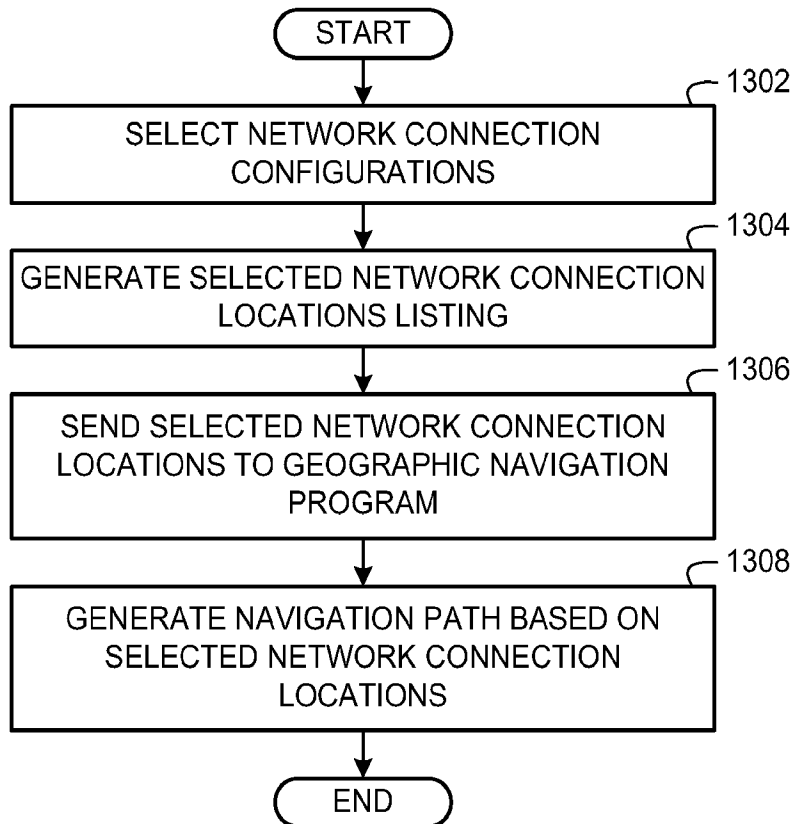 START
1302
SELECT NETWORK CONNECTION
CONFIGURATIONS
1304
GENERATE SELECTED NETWORK CONNECTION
LOCATIONS LISTING
1306
SEND SELECTED NETWORK CONNECTION
LOCATIONS TO GEOGRAPHIC NAVIGATION
PROGRAM
1308
GENERATE NAVIGATION PATH BASED ON
SELECTED NETWORK CONNECTION
LOCATIONS
END